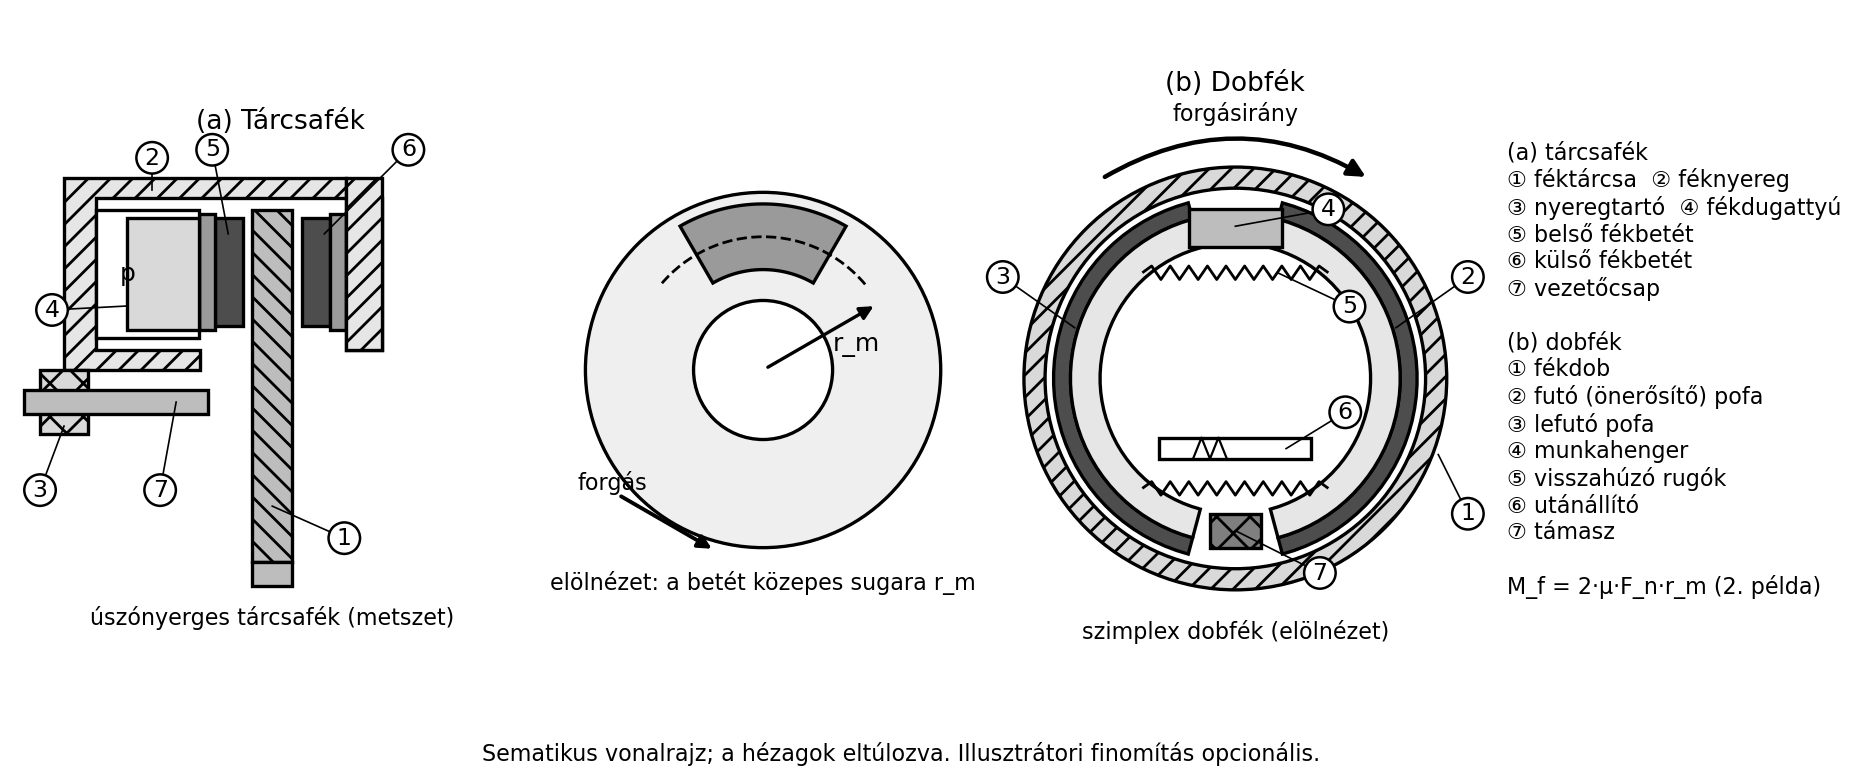 (a) Tárcsafék
2
5
6
p
4
3
7
1
úszónyerges tárcsafék (metszet)
r_m
forgás
elölnézet: a betét közepes sugara r_m
(b) Dobfék
forgásirány
4
3
2
5
6
1
7
szimplex dobfék (elölnézet)
(a) tárcsafék
① féktárcsa  ② féknyereg
③ nyeregtartó  ④ fékdugattyú
⑤ belső fékbetét
⑥ külső fékbetét
⑦ vezetőcsap
(b) dobfék
① fékdob
② futó (önerősítő) pofa
③ lefutó pofa
④ munkahenger
⑤ visszahúzó rugók
⑥ utánállító
⑦ támasz
M_f = 2·μ·F_n·r_m (2. példa)
Sematikus vonalrajz; a hézagok eltúlozva. Illusztrátori finomítás opcionális.